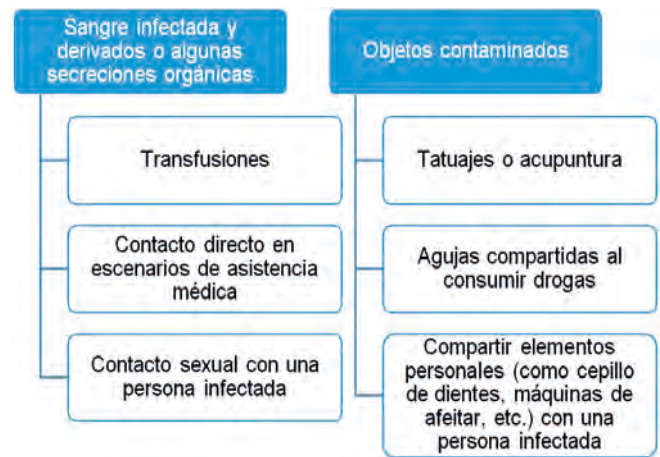 Sangre infectada y
derivados o algunas
secreciones orgánicas
Transfusiones
Contacto directo en
escenarios de asistencia
médica
Contacto sexual con una
persona infectada
Objetos contaminados
Tatuajes o acupuntura
Agujas compartidas al
consumir drogas
Compartir elementos
personales (como cepillo
de dientes, máquinas de
afeitar, etc.) con una
persona infectada